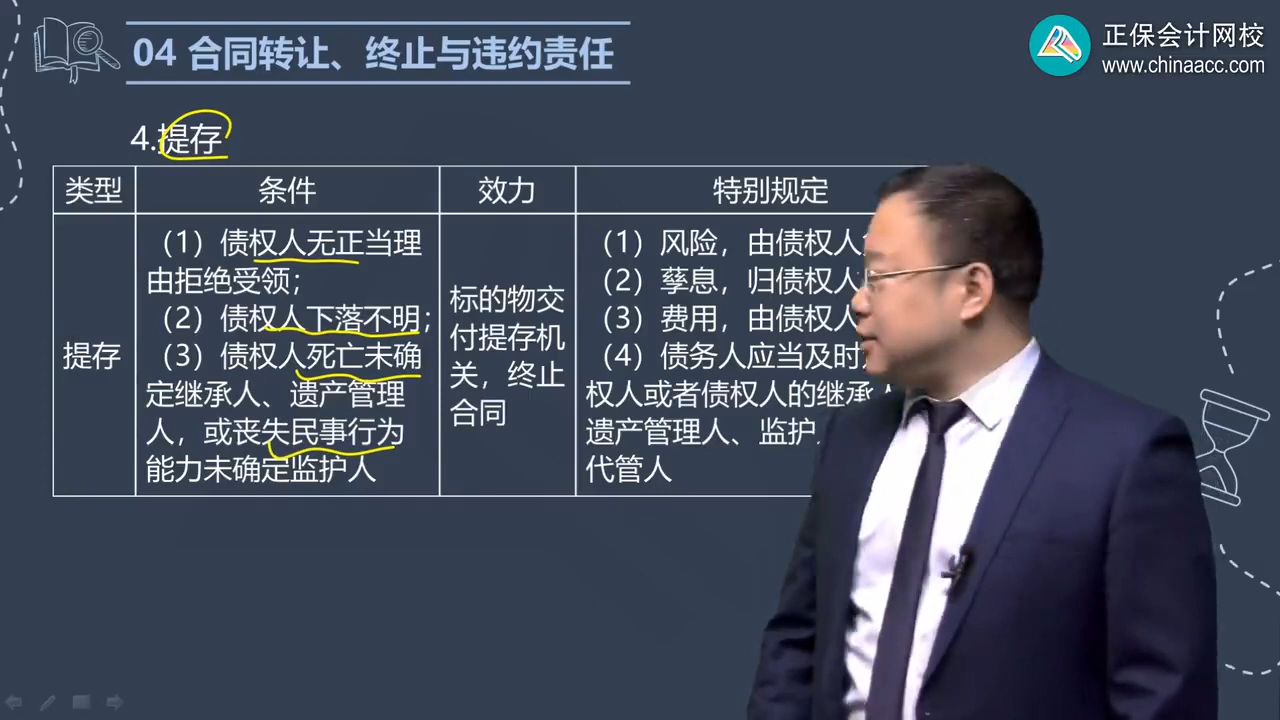 04 合同转让、终止与违约责任
正保会计网校
www.chinaacc.com
4.提存
类型
条件
效力
特别规定
提存
（1）债权人无正当理
由拒绝受领；
（2）债权人下落不明；
（3）债权人死亡未确
定继承人、遗产管理
人，或丧失民事行为
能力未确定监护人
标的物交
付提存机
关，终止
合同
（1）风险，由债权人
（2）孳息，归债权人
（3）费用，由债权人
（4）债务人应当及时
权人或者债权人的继承人
遗产管理人、监护
代管人